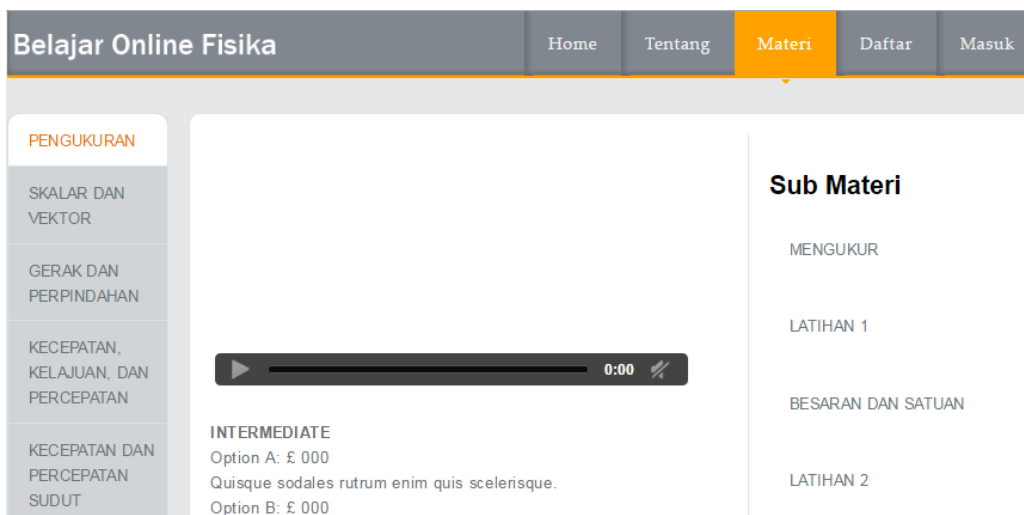 Belajar Online Fisika
Home
Tentang
Materi
Daftar
Masuk
PENGUKURAN
SKALAR DAN
VEKTOR
GERAK DAN
PERPINDAHAN
KECEPATAN,
KELAJUAN, DAN
PERCEPATAN
KECEPATAN DAN
PERCEPATAN
SUDUT
0:00
INTERMEDIATE
Option A: £ 000
Quisque sodales rutrum enim quis scelerisque.
Option B: £ 000
Sub Materi
MENGUKUR
LATIHAN 1
BESARAN DAN SATUAN
LATIHAN 2